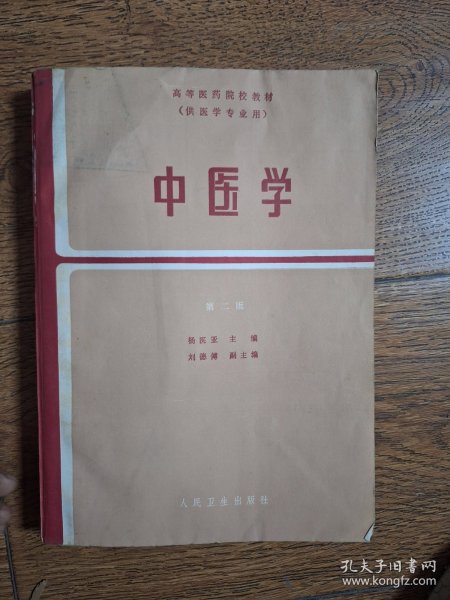 高等医药院校教材
(供医学专业用)
中医学
第二版
杨医亚 主编
刘德傅 副主编
人民卫生出版社
孔夫子旧书网
www.kongfz.com